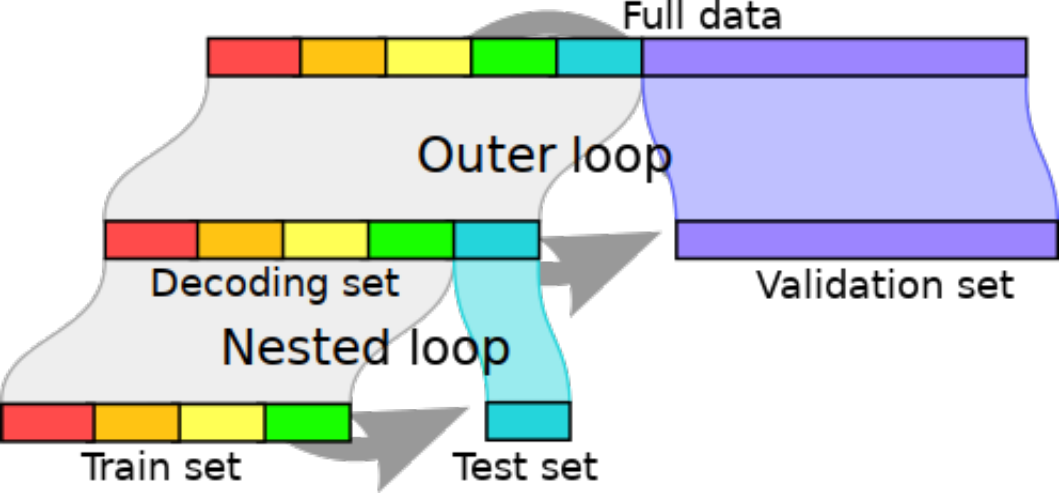 Full data
Outer loop
Decoding set
Validation set
Nested loop
Train set
Test set